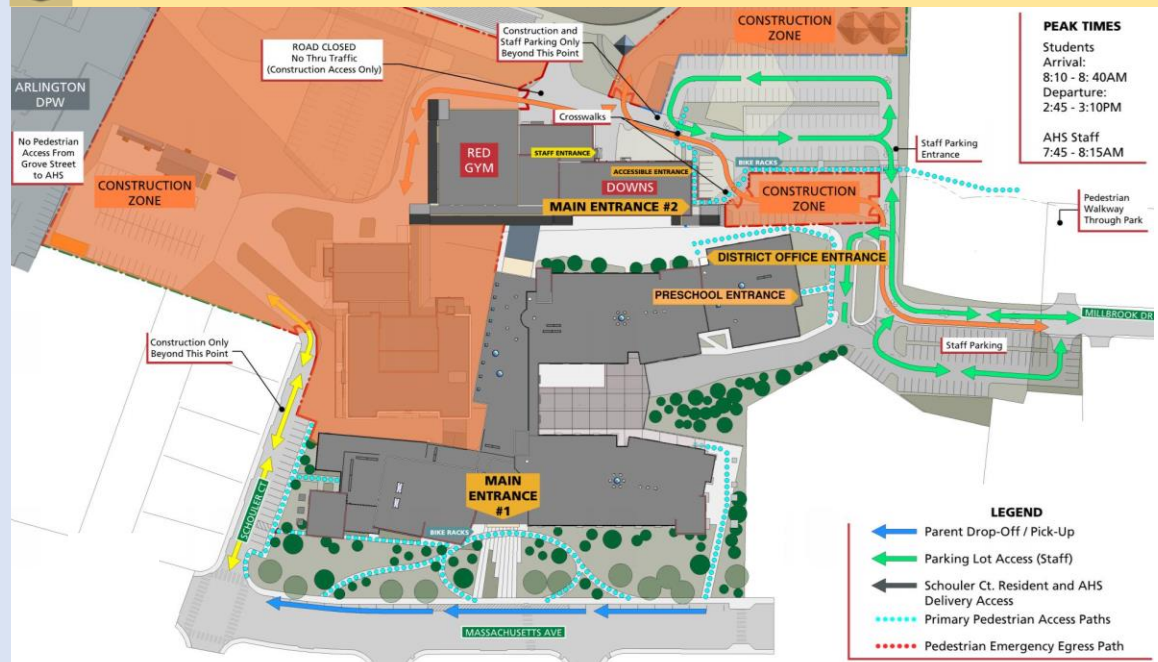 CONSTRUCTION
ZONE
Construction and
Staff Parking Only
Beyond This Point
ROAD CLOSED
No Thru Traffic
(Construction Access Only)
PEAK TIMES
Students
Arrival:
8:10 - 8: 40AM
Departure:
2:45 - 3:10PM
AHS Staff
7:45 - 8:15AM
ARLINGTON
DPW
No Pedestrian
Access From
Grove Street
to AHS
CONSTRUCTION
ZONE
Crosswalks
RED
GYM
STAFF ENTRANCE
ACCESSIBLE ENTRANCE
DOWNS
MAIN ENTRANCE #2
BIKE RACKS
CONSTRUCTION
ZONE
Staff Parking
Entrance
Pedestrian
Walkway
Through Park
DISTRICT OFFICE ENTRANCE
PRESCHOOL ENTRANCE
MILLBROOK DR
Staff Parking
Construction Only
Beyond This Point
SCHOULER CT
MAIN
ENTRANCE
#1
BIKE RACKS
MASSACHUSETTS AVE
LEGEND
Parent Drop-Off / Pick-Up
Parking Lot Access (Staff)
Schouler Ct. Resident and AHS
Delivery Access
Primary Pedestrian Access Paths
Pedestrian Emergency Egress Path